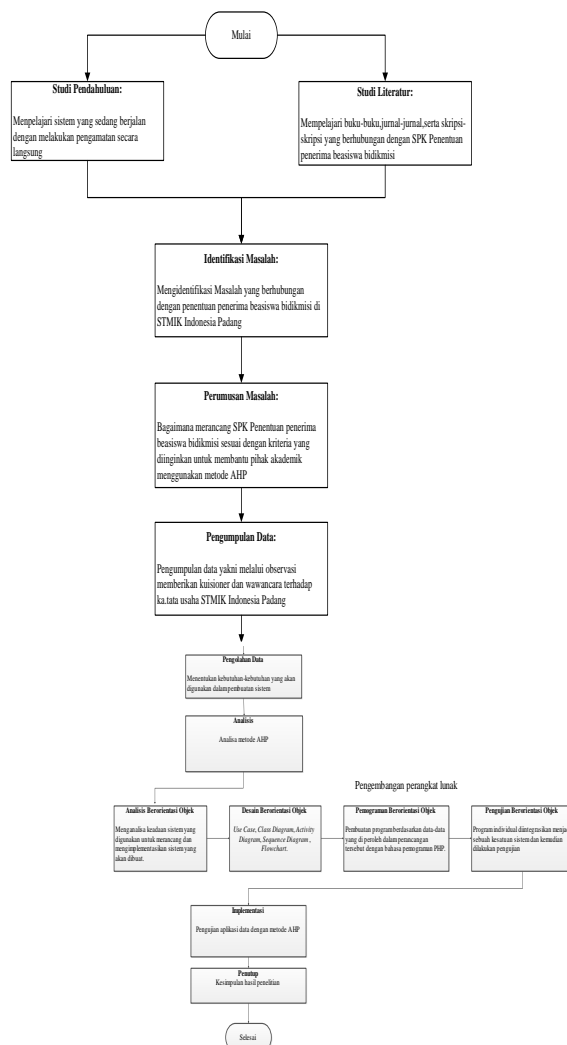 Mulai
Studi Pendahuluan:
Menpelajari sistem yang sedang berjalan
dengan melakukan pengamatan secara
langsung
Studi Literatur:
Mempelajari buku-buku,jurnal-jurnal,serta skripsi-
skripsi yang berhubungan dengan SPK Penentuan
penerima beasiswa bidikmisi
Identifikasi Masalah:
Mengidentifikasi Masalah yang berhubungan
dengan penentuan penerima beasiswa bidikmisi di
STMIK Indonesia Padang
Perumusan Masalah:
Bagaimana merancang SPK Penentuan penerima
beasiswa bidikmisi sesuai dengan kriteria yang
diinginkan untuk membantu pihak akademik
menggunakan metode AHP
Pengumpulan Data:
Pengumpulan data yakni melalui observasi
memberikan kuisioner dan wawancara terhadap
ka.tata usaha STMIK Indonesia Padang
Pengolahan Data
Menentukan kebutuhan-kebutuhan yang akan
digunakan dalam pembuatan sistem
Analisis
Analisa metode AHP
Pengembangan perangkat lunak
Analisis Berorientasi Objek
Menganalisa keadaan sistem yang
digunakan untuk merancang dan
mengimplementasikan sistem yang
akan dibuat.
Desain Berorientasi Objek
Use Case, Class Diagram, Activity
Diagram, Sequence Diagram ,
Flowchart.
Pemograman Berorientasi Objek
Pembuatan program berdasarkan data-data
yang di peroleh dalam perancangan
tersebut dengan bahasa pemograman PHP.
Pengujian Berorientasi Objek
Program individual diintegrasikan menja
sebuah kesatuan sistem dan kemudian
dilakukan pengujian
Implementasi
Pengujian aplikasi data dengan metode AHP
Penutup
Kesimpulan hasil penelitian
Selesai